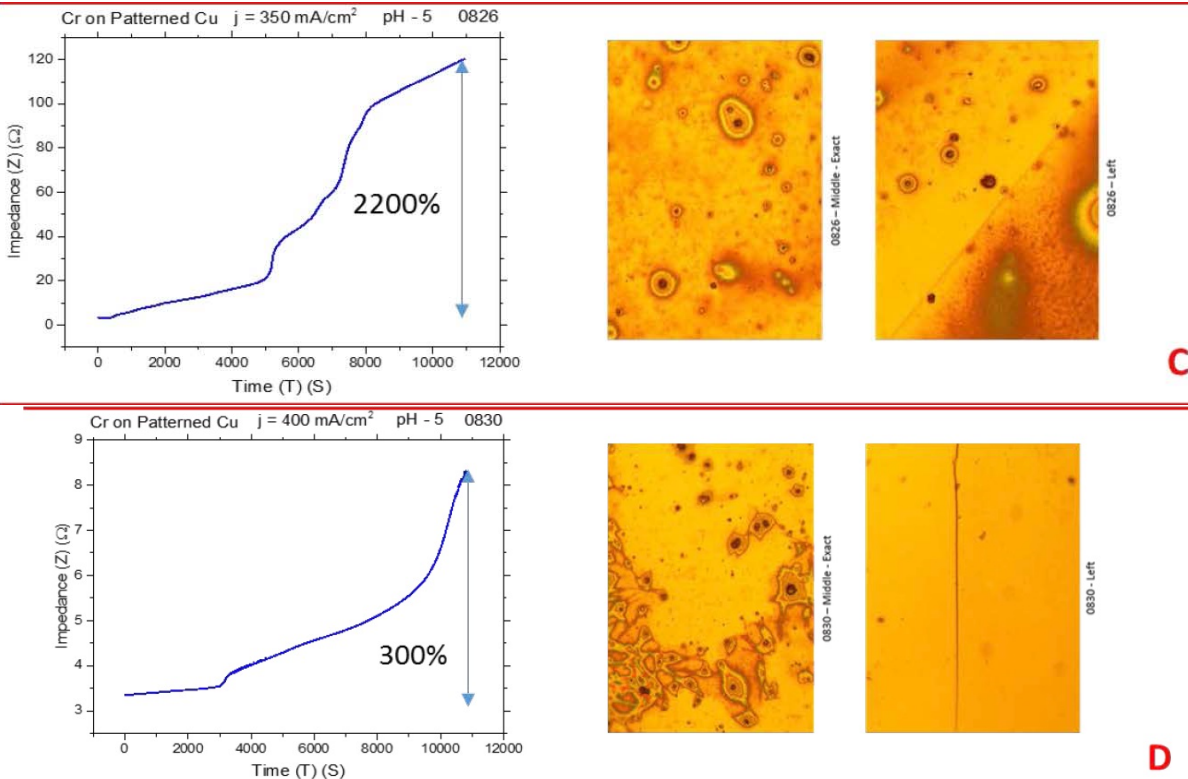 Cr on Patterned Cu j = 350 mA/cm² pH - 5 0826
120
100
80
60
40
20
0
Impedance (Z) (Ω)
2200%
0 2000 4000 6000 8000 10000 12000
Time (T) (S)
0826 – Middle - Exact
0826 – Left
C
Cr on Patterned Cu j = 400 mA/cm² pH - 5 0830
9
8
7
6
5
4
3
Impedance (Z) (Ω)
300%
0 2000 4000 6000 8000 10000 12000
Time (T) (S)
0830 – Middle - Exact
0830 - Left
D